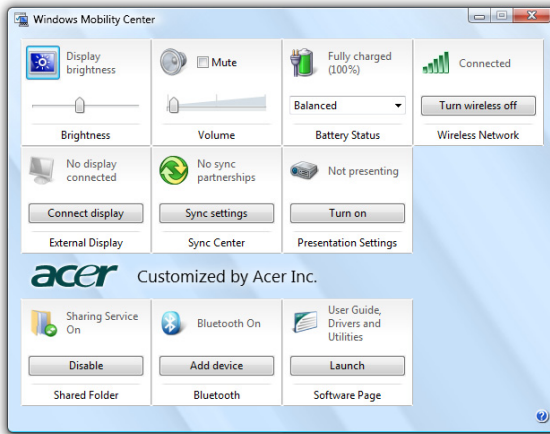 Windows Mobility Center
Display
brightness
Brightness
Mute
Volume
Fully charged
(100%)
Balanced
Battery Status
Connected
Turn wireless off
Wireless Network
No display
connected
Connect display
External Display
No sync
partnerships
Sync settings
Sync Center
Not presenting
Turn on
Presentation Settings
acer Customized by Acer Inc.
Sharing Service
On
Disable
Shared Folder
Bluetooth On
Add device
Bluetooth
User Guide,
Drivers and
Utilities
Launch
Software Page